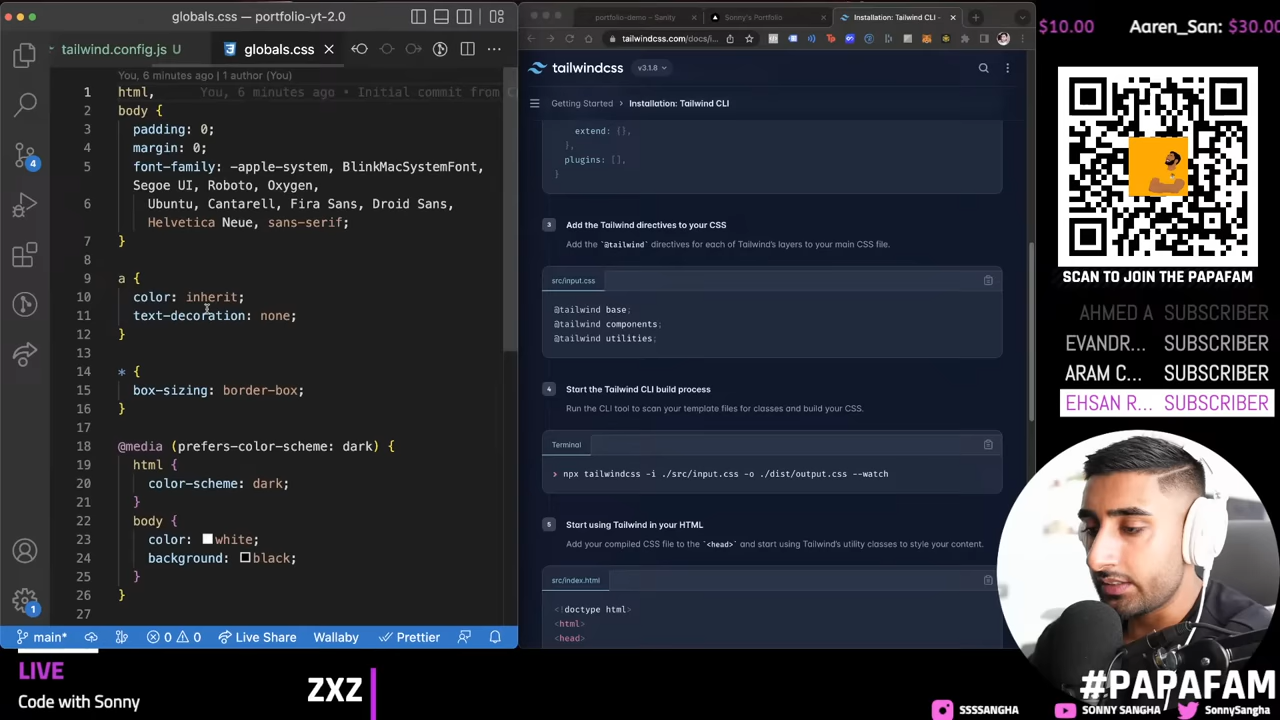 globals.css — portfolio-yt-2.0
tailwind.config.js U
globals.css
You, 6 minutes ago | 1 author (You)
1 html, You, 6 minutes ago • Initial commit from C
2 body {
3 padding: 0;
4 margin: 0;
5 font-family: -apple-system, BlinkMacSystemFont,
Segoe UI, Roboto, Oxygen,
6 Ubuntu, Cantarell, Fira Sans, Droid Sans,
Helvetica Neue, sans-serif;
7 }
8
9 a {
10 color: inherit;
11 text-decoration: none;
12 }
13
14 * {
15 box-sizing: border-box;
16 }
17
18 @media (prefers-color-scheme: dark) {
19 html {
20 color-scheme: dark;
21 }
22 body {
23 color: white;
24 background: black;
25 }
26 }
27
4
1
main*
0 0
Live Share
Wallaby
Prettier
portfolio-demo – Sanity
Sonny's Portfolio
Installation: Tailwind CLI -
tailwindcss.com/docs/i...
tailwindcss v3.1.8
Getting Started > Installation: Tailwind CLI
extend: {},
},
plugins: [],
}
3 Add the Tailwind directives to your CSS
Add the `@tailwind` directives for each of Tailwind's layers to your main CSS file.
src/input.css
@tailwind base;
@tailwind components;
@tailwind utilities;
4 Start the Tailwind CLI build process
Run the CLI tool to scan your template files for classes and build your CSS.
Terminal
> npx tailwindcss -i ./src/input.css -o ./dist/output.css --watch
5 Start using Tailwind in your HTML
Add your compiled CSS file to the `<head>` and start using Tailwind's utility classes to style your content.
src/index.html
<!doctype html>
<html>
<head>
$10.00 Aaren_San: $30.00
SCAN TO JOIN THE PAPAFAM
AHMED A SUBSCRIBER
EVANDR... SUBSCRIBER
ARAM C... SUBSCRIBER
EHSAN R... SUBSCRIBER
LIVE
Code with Sonny
ZXZ
#PAPAFAM
SSSSANGHA
SONNY SANGHA
SonnySangha